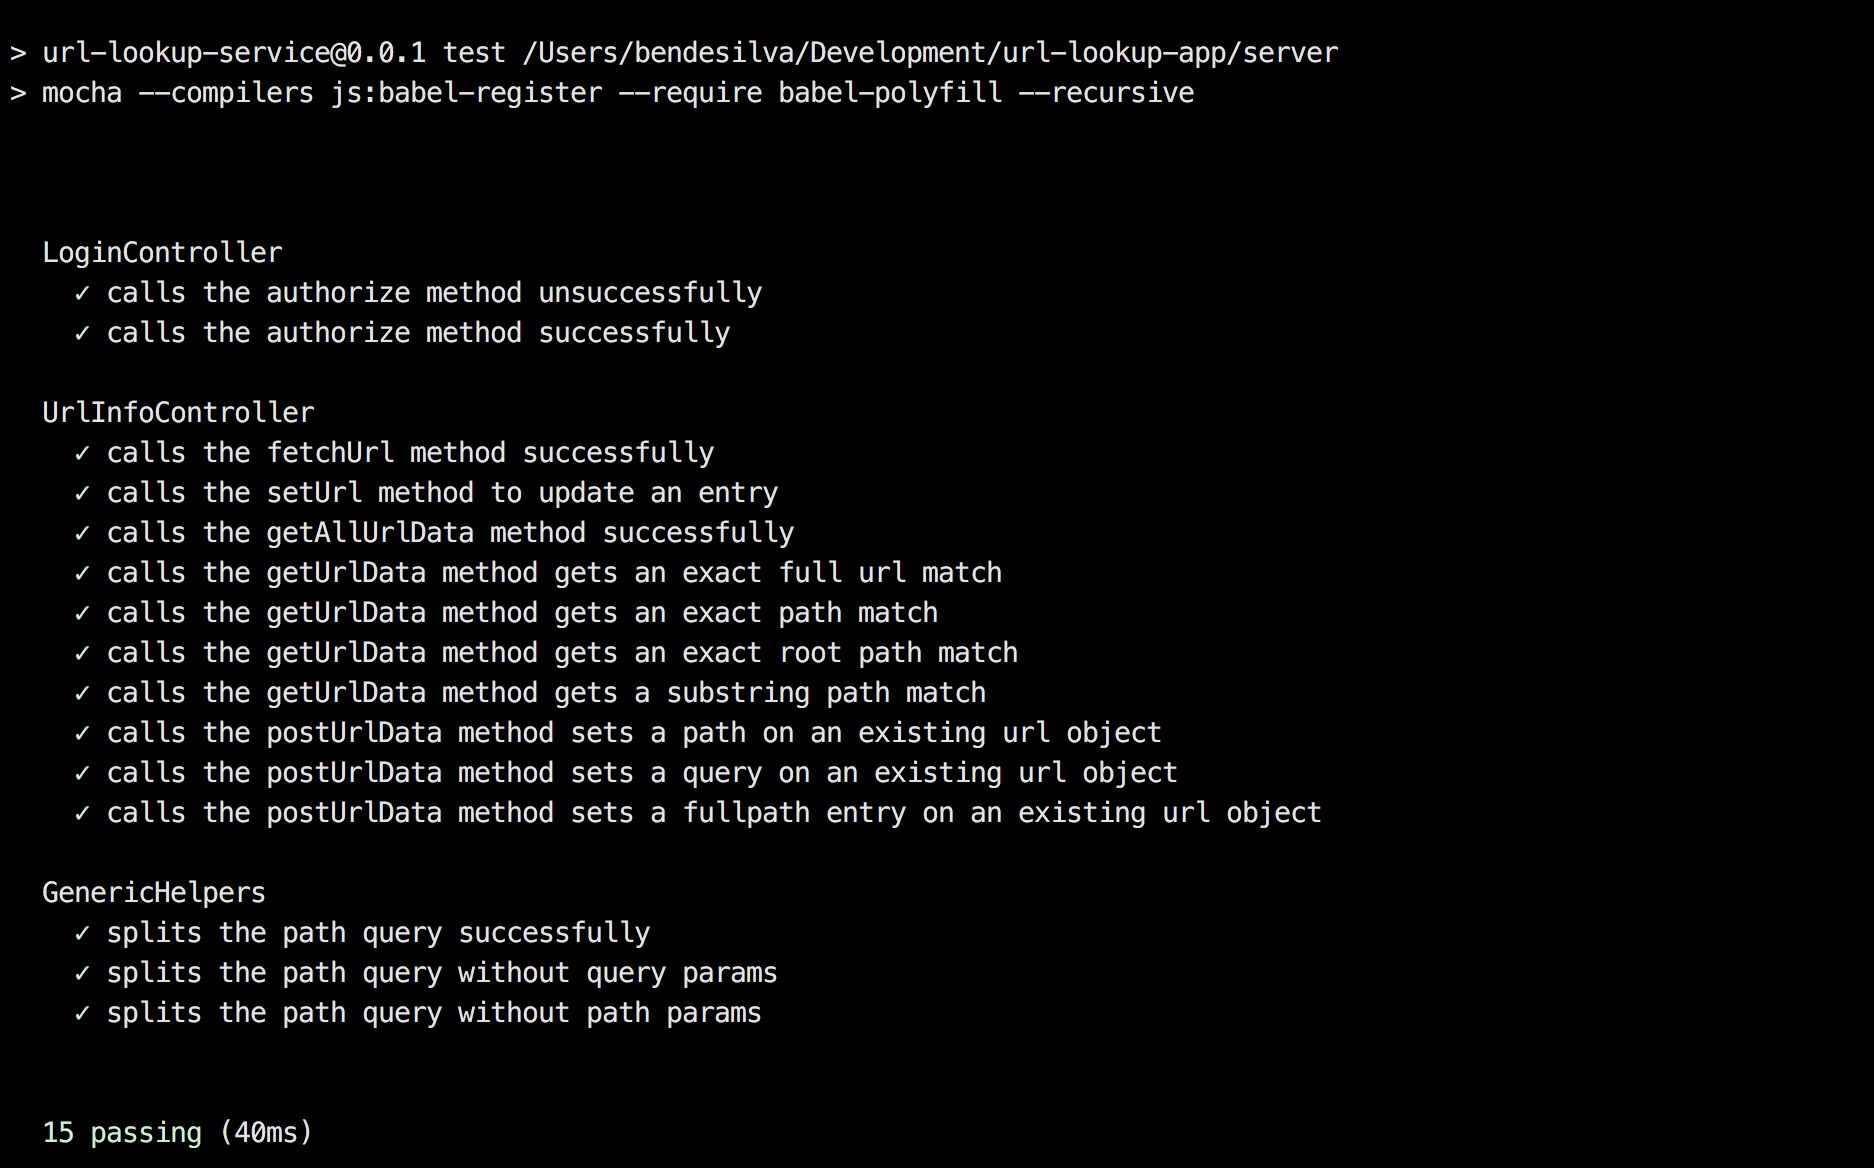 > url-lookup-service@0.0.1 test /Users/bendesilva/Development/url-lookup-app/server
> mocha --compilers js:babel-register --require babel-polyfill --recursive
LoginController
✓ calls the authorize method unsuccessfully
✓ calls the authorize method successfully
UrlInfoController
✓ calls the fetchUrl method successfully
✓ calls the setUrl method to update an entry
✓ calls the getAllUrlData method successfully
✓ calls the getUrlData method gets an exact full url match
✓ calls the getUrlData method gets an exact path match
✓ calls the getUrlData method gets an exact root path match
✓ calls the getUrlData method gets a substring path match
✓ calls the postUrlData method sets a path on an existing url object
✓ calls the postUrlData method sets a query on an existing url object
✓ calls the postUrlData method sets a fullpath entry on an existing url object
GenericHelpers
✓ splits the path query successfully
✓ splits the path query without query params
✓ splits the path query without path params
15 passing (40ms)